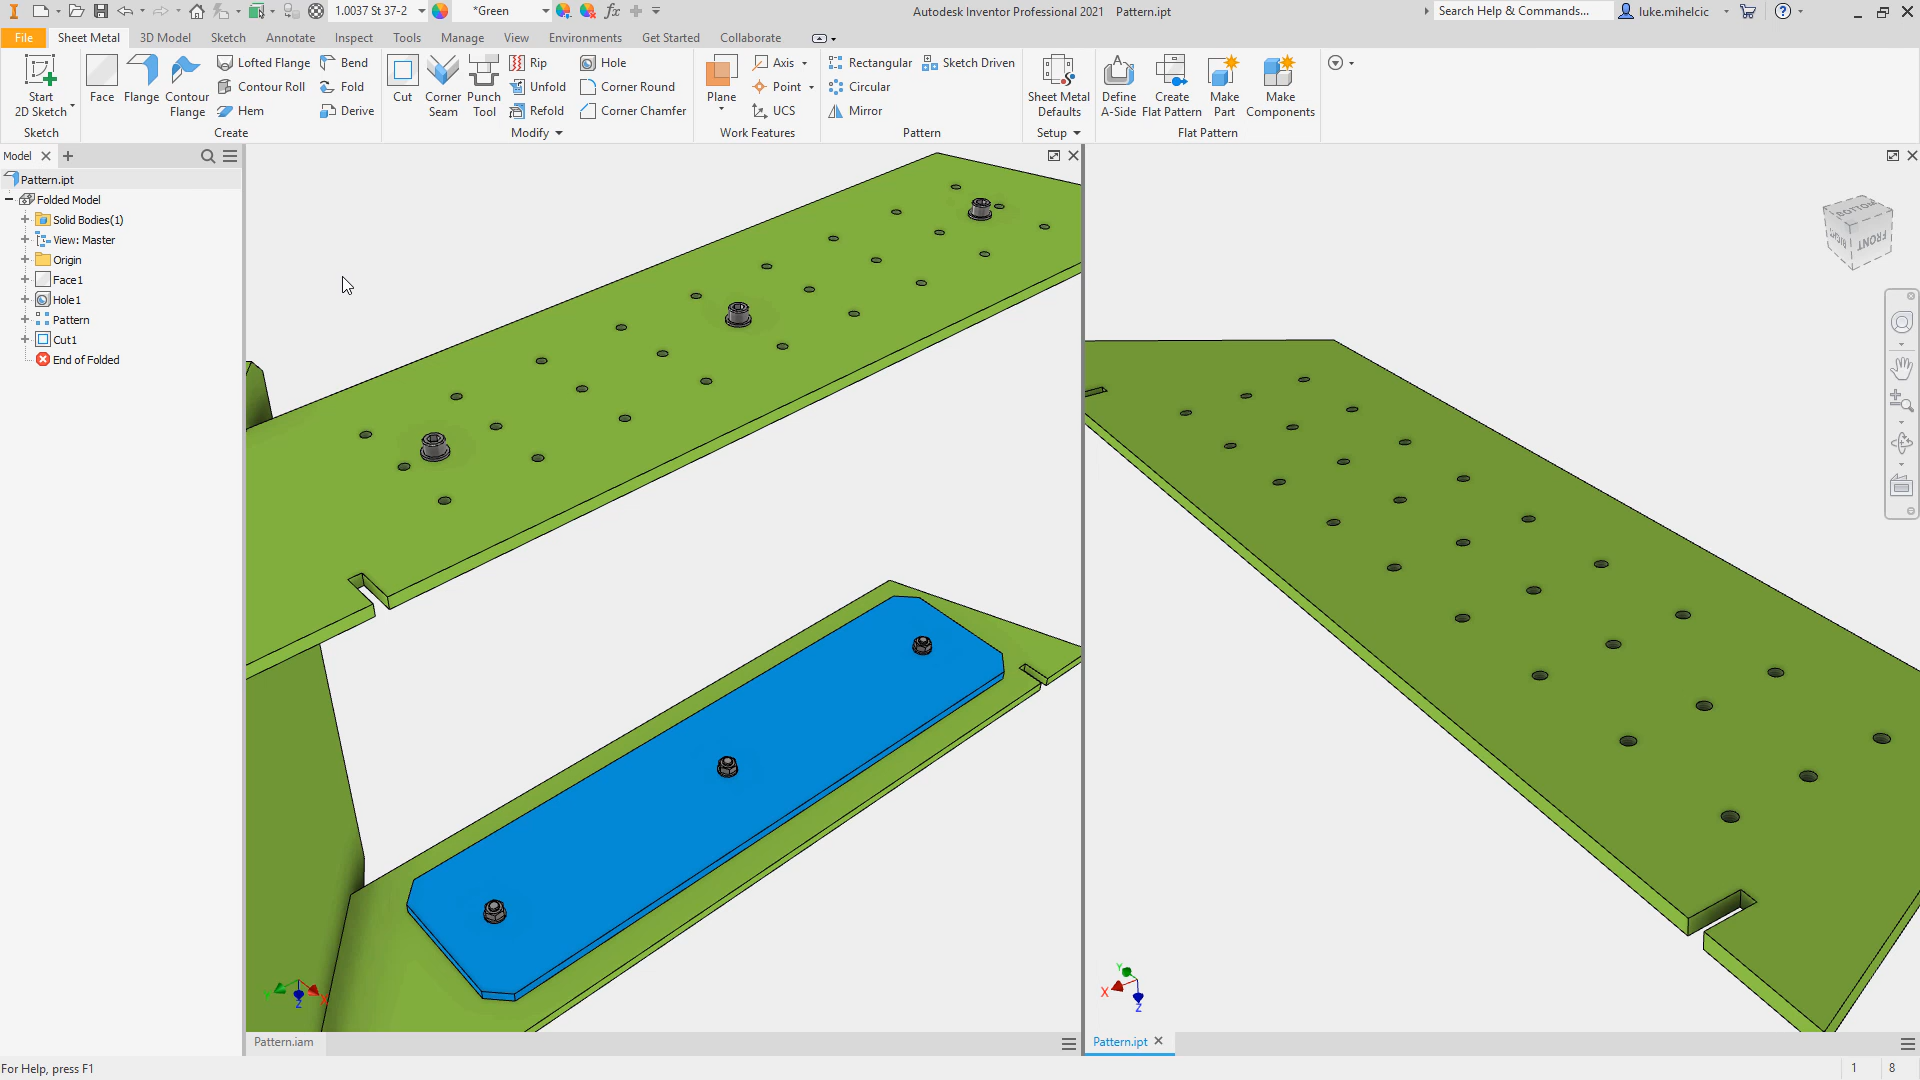 1.0037 St 37-2
*Green
Autodesk Inventor Professional 2021 Pattern.ipt
Search Help & Commands...
luke.mihelcic
File
Sheet Metal
3D Model
Sketch
Annotate
Inspect
Tools
Manage
View
Environments
Get Started
Collaborate
Start
2D Sketch
Sketch
Face
Flange
Contour
Flange
Lofted Flange
Contour Roll
Hem
Bend
Fold
Derive
Create
Cut
Corner
Seam
Punch
Tool
Rip
Unfold
Refold
Hole
Corner Round
Corner Chamfer
Modify
Plane
Axis
Point
UCS
Work Features
Rectangular
Circular
Mirror
Sketch Driven
Pattern
Sheet Metal
Defaults
Setup
Define
A-Side
Create
Flat Pattern
Make
Part
Make
Components
Flat Pattern
Model
Pattern.ipt
Folded Model
Solid Bodies(1)
View: Master
Origin
Face1
Hole1
Pattern
Cut1
End of Folded
BOTTOM
RIGHT
FRONT
Y
X
Z
Y
X
Z
Pattern.iam
Pattern.ipt
For Help, press F1
1
8